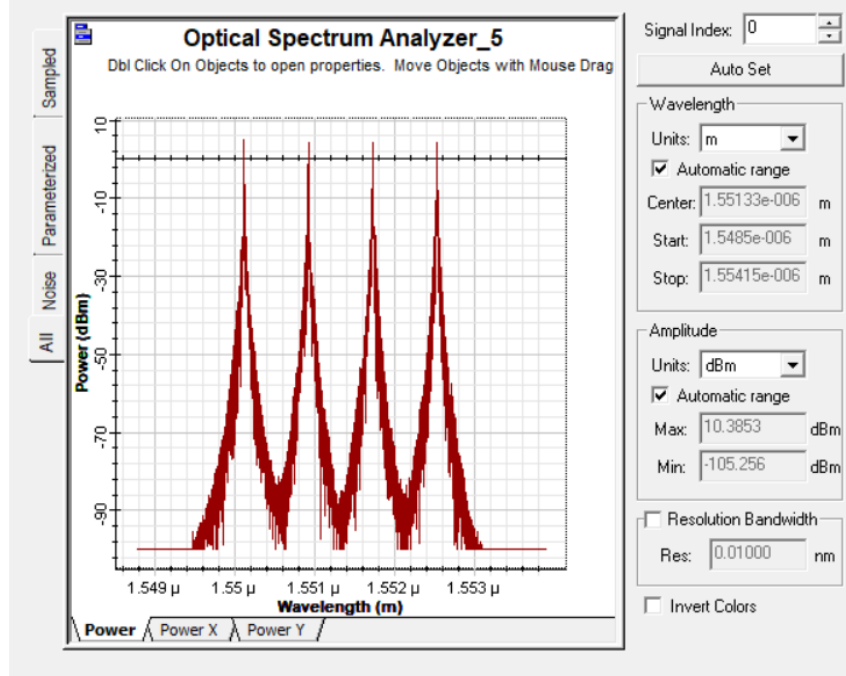 Optical Spectrum Analyzer_5
Dbl Click On Objects to open properties. Move Objects with Mouse Drag
Sampled
Parameterized
Noise
All
Power (dBm)
10
-10
-30
-50
-70
-90
1.549 µ 1.55 µ 1.551 µ 1.552 µ 1.553 µ
Wavelength (m)
Power Power X Power Y
Signal Index: 0
Auto Set
Wavelength
Units: m
Automatic range
Center: 1.55133e-006 m
Start: 1.5485e-006 m
Stop: 1.55415e-006 m
Amplitude
Units: dBm
Automatic range
Max: 10.3853 dBm
Min: -105.256 dBm
Resolution Bandwidth
Res: 0.01000 nm
Invert Colors